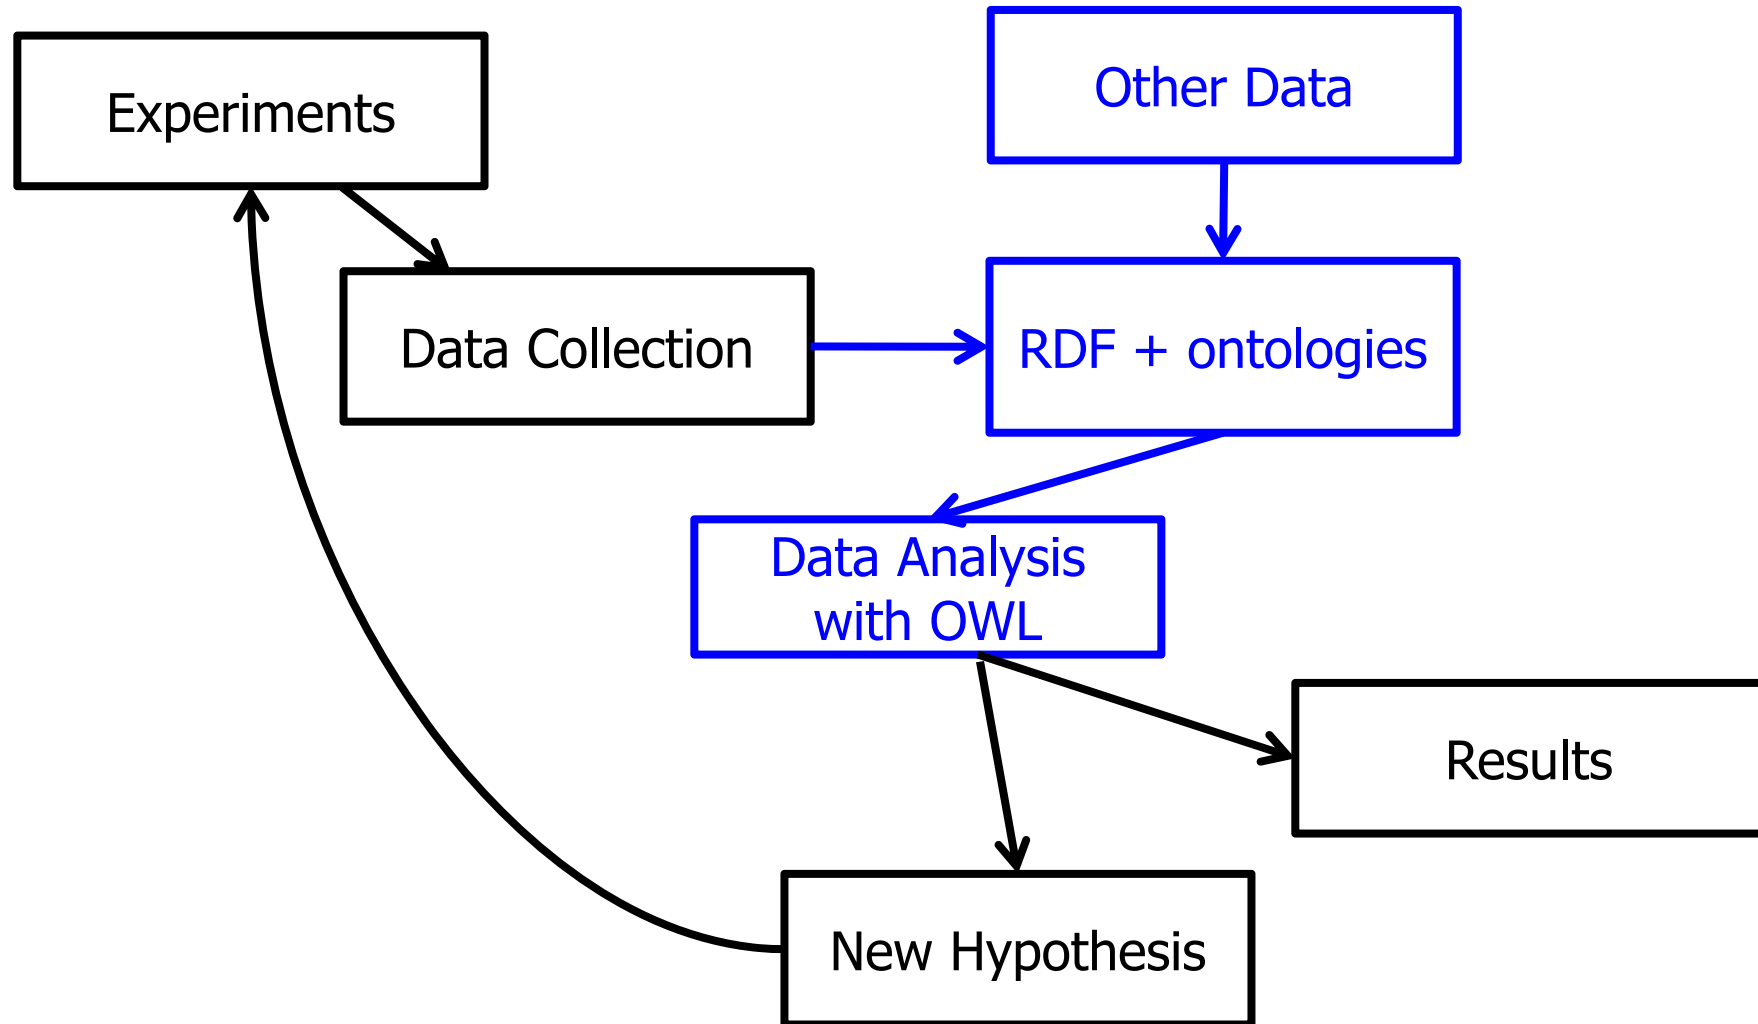 Experiments
Other Data
Data Collection
RDF + ontologies
Data Analysis
with OWL
Results
New Hypothesis